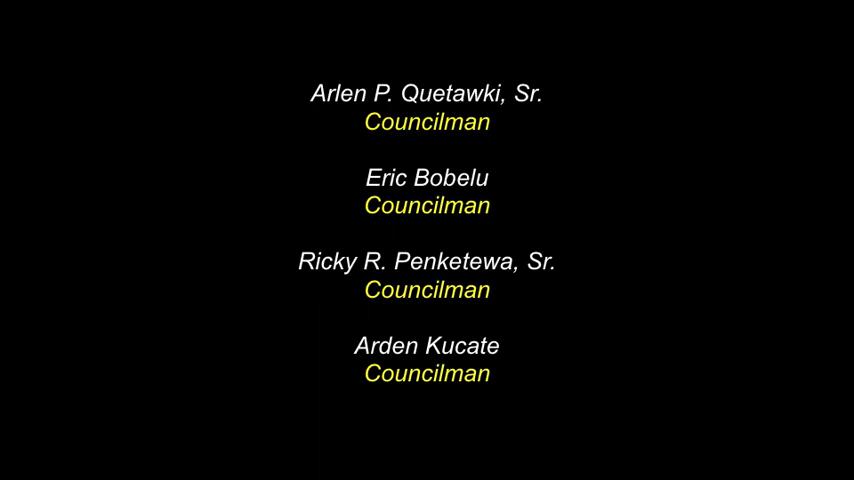 Arlen P. Quetawki, Sr.
Councilman
Eric Bobelu
Councilman
Ricky R. Penketewa, Sr.
Councilman
Arden Kucate
Councilman